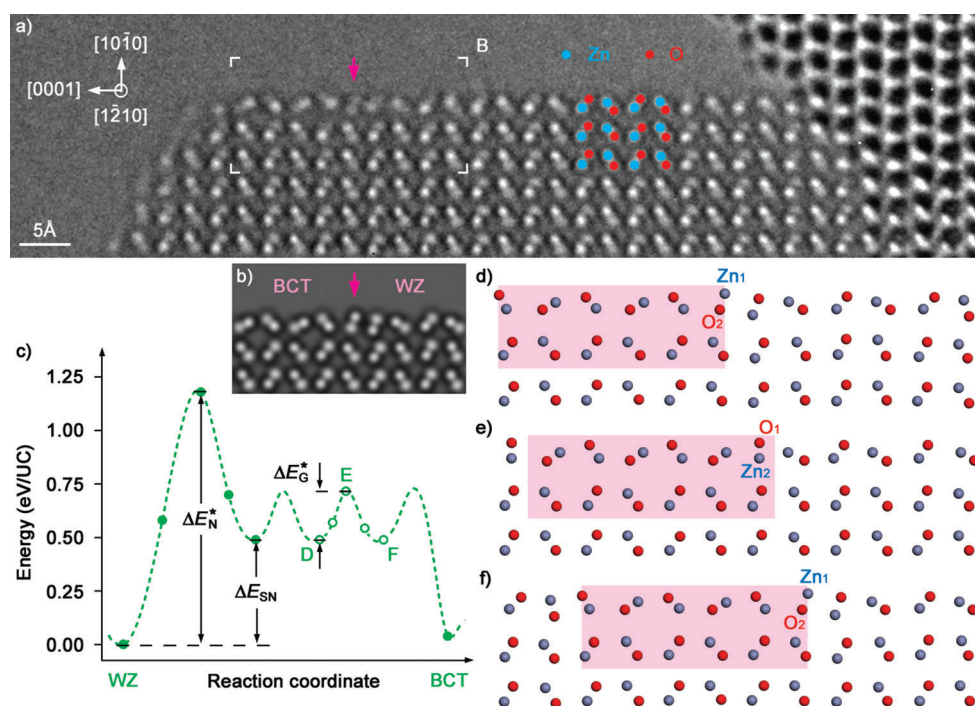 a)
[101̄0]
[0001]
[12̄10]
B
Zn
O
5Å
b)
BCT
WZ
c)
Energy (eV/UC)
1.25
1.00
0.75
0.50
0.25
0.00
ΔE*N
ΔESN
ΔE*G
D
E
F
WZ
Reaction coordinate
BCT
d)
Zn1
O2
e)
O1
Zn2
f)
Zn1
O2